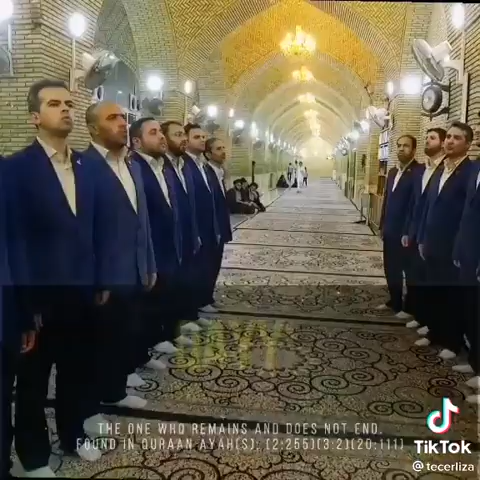 HAYY
THE ONE WHO REMAINS AND DOES NOT END.
FOUND IN QURAAN AYAH(S): (2:255)(3:2)(20:111)
TikTok
@tecerliza